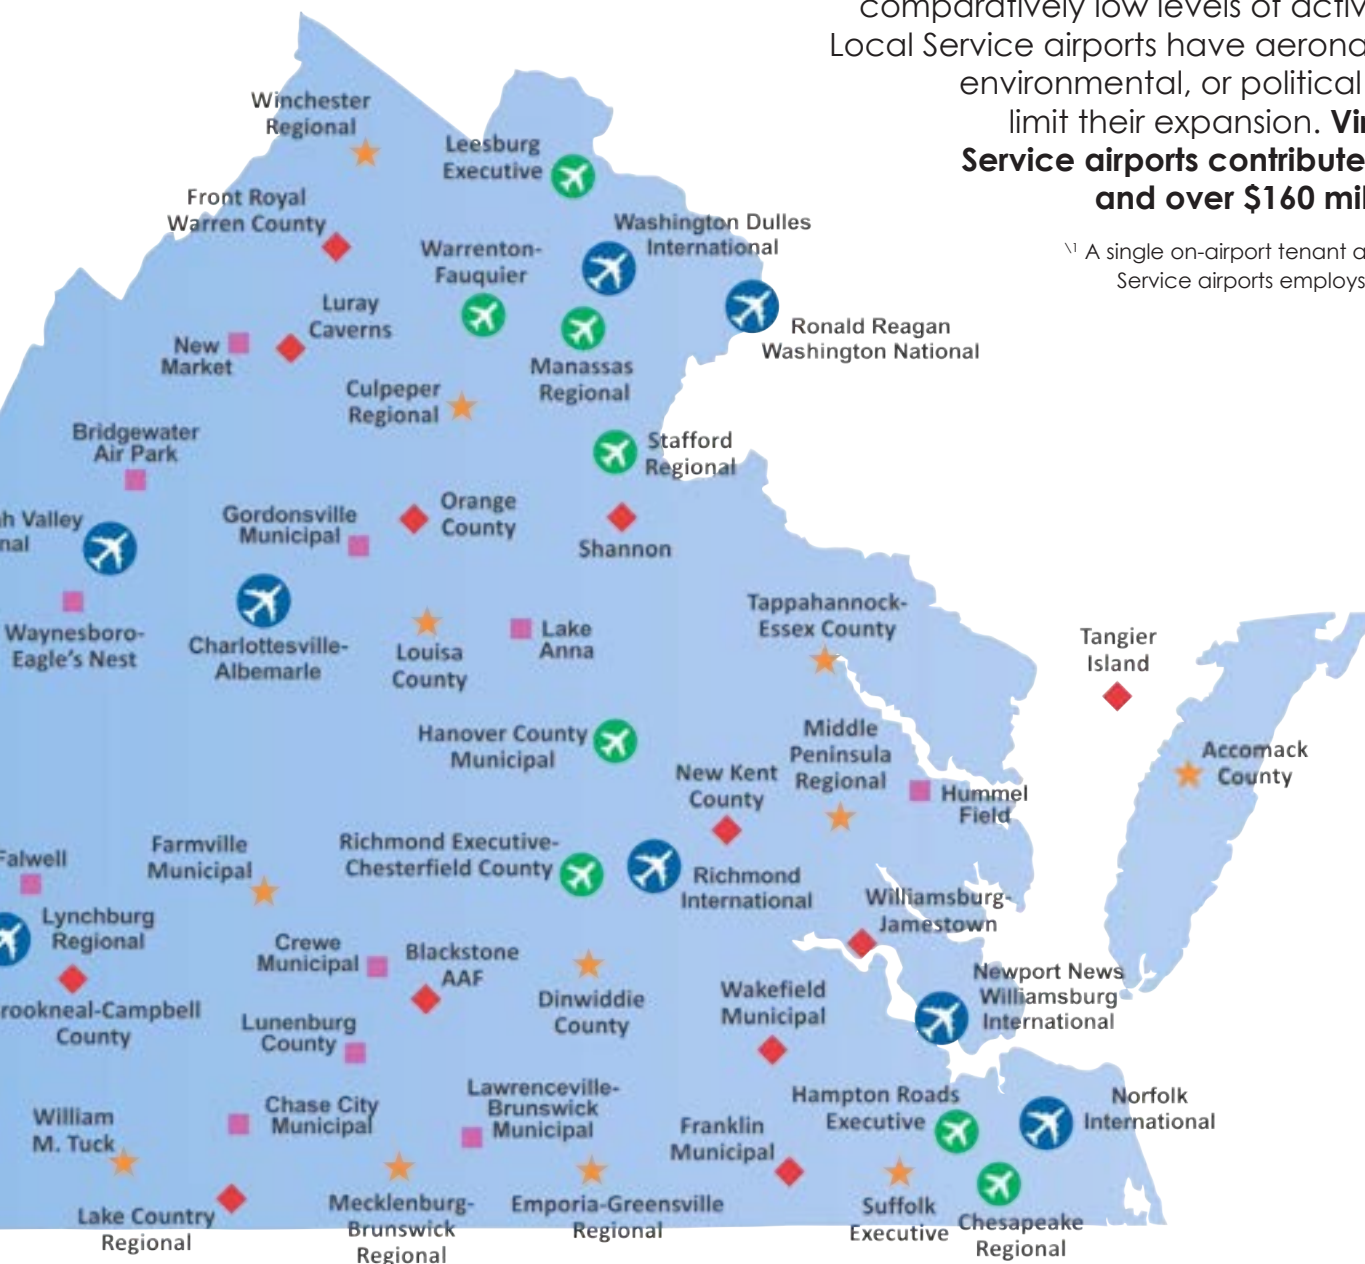 comparatively low levels of activ
Local Service airports have aerona
environmental, or political
limit their expansion. Vir
Service airports contribute
and over $160 mil
\1 A single on-airport tenant a
Service airports employs
Winchester
Regional
Leesburg
Executive
Front Royal
Warren County
Washington Dulles
International
Warrenton-
Fauquier
Luray
Caverns
New
Market
Ronald Reagan
Washington National
Manassas
Regional
Culpeper
Regional
Bridgewater
Air Park
Stafford
Regional
h Valley
nal
Gordonsville
Municipal
Orange
County
Shannon
Waynesboro-
Eagle's Nest
Charlottesville-
Albemarle
Louisa
County
Lake
Anna
Tappahannock-
Essex County
Tangier
Island
Hanover County
Municipal
Middle
Peninsula
Regional
New Kent
County
Hummel
Field
Accomack
County
Falwell
Farmville
Municipal
Richmond Executive-
Chesterfield County
Richmond
International
Williamsburg-
Jamestown
Lynchburg
Regional
Crewe
Municipal
Blackstone
AAF
Dinwiddie
County
Wakefield
Municipal
Newport News
Williamsburg
International
rookneal-Campbell
County
Lunenburg
County
William
M. Tuck
Chase City
Municipal
Lawrenceville-
Brunswick
Municipal
Franklin
Municipal
Hampton Roads
Executive
Norfolk
International
Lake Country
Regional
Mecklenburg-
Brunswick
Regional
Emporia-Greensville
Regional
Suffolk
Executive
Chesapeake
Regional